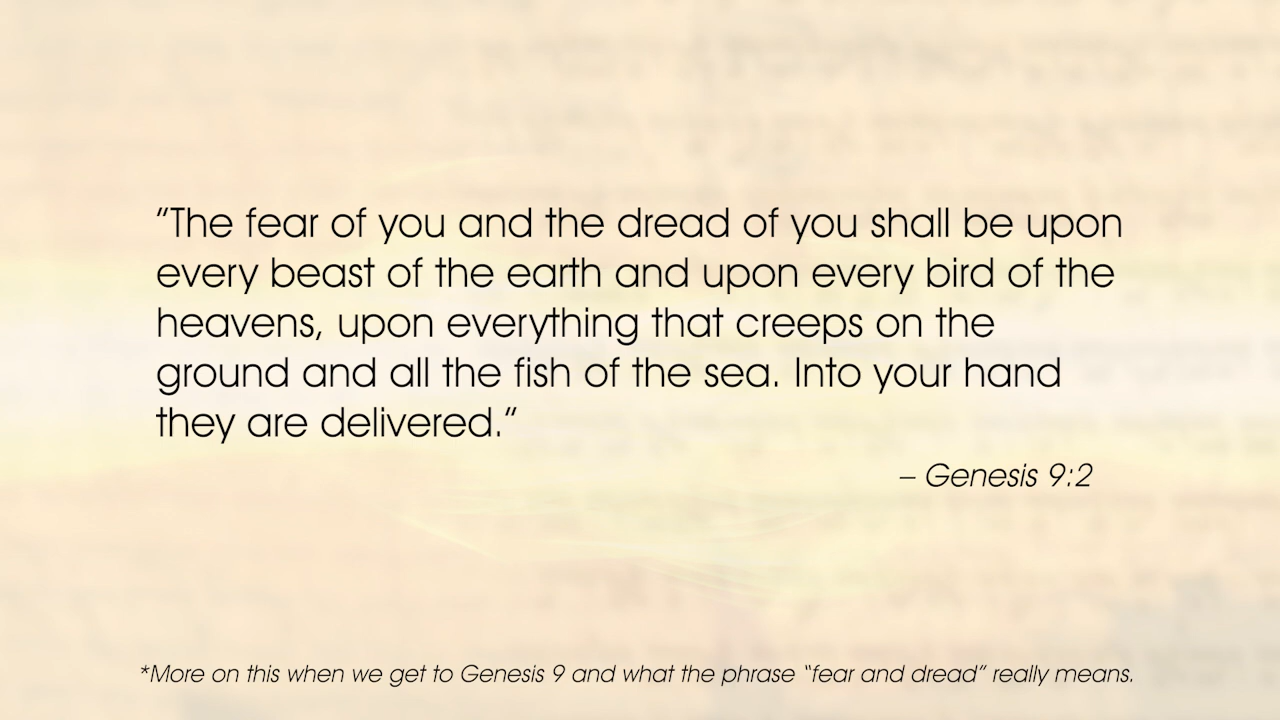 "The fear of you and the dread of you shall be upon
every beast of the earth and upon every bird of the
heavens, upon everything that creeps on the
ground and all the fish of the sea. Into your hand
they are delivered."
– Genesis 9:2
*More on this when we get to Genesis 9 and what the phrase "fear and dread" really means.